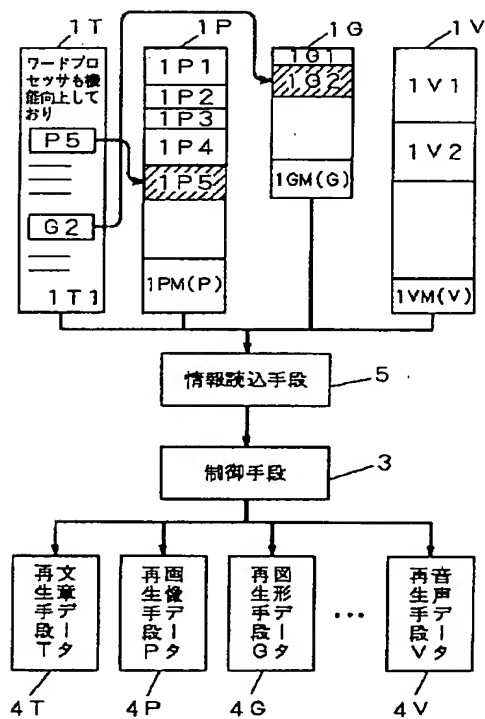 1T
1P
1G
1V
ワードプロ
セッサも機
能向上して
おり
P5
G2
1T1
1P1
1P2
1P3
1P4
1P5
1PM(P)
1G1
1G2
1GM(G)
1V1
1V2
1VM(V)
情報読込手段
5
制御手段
3
文章データ
再生手段T
画像データ
再生手段P
図形データ
再生手段G
...
音声データ
再生手段V
4T
4P
4G
4V